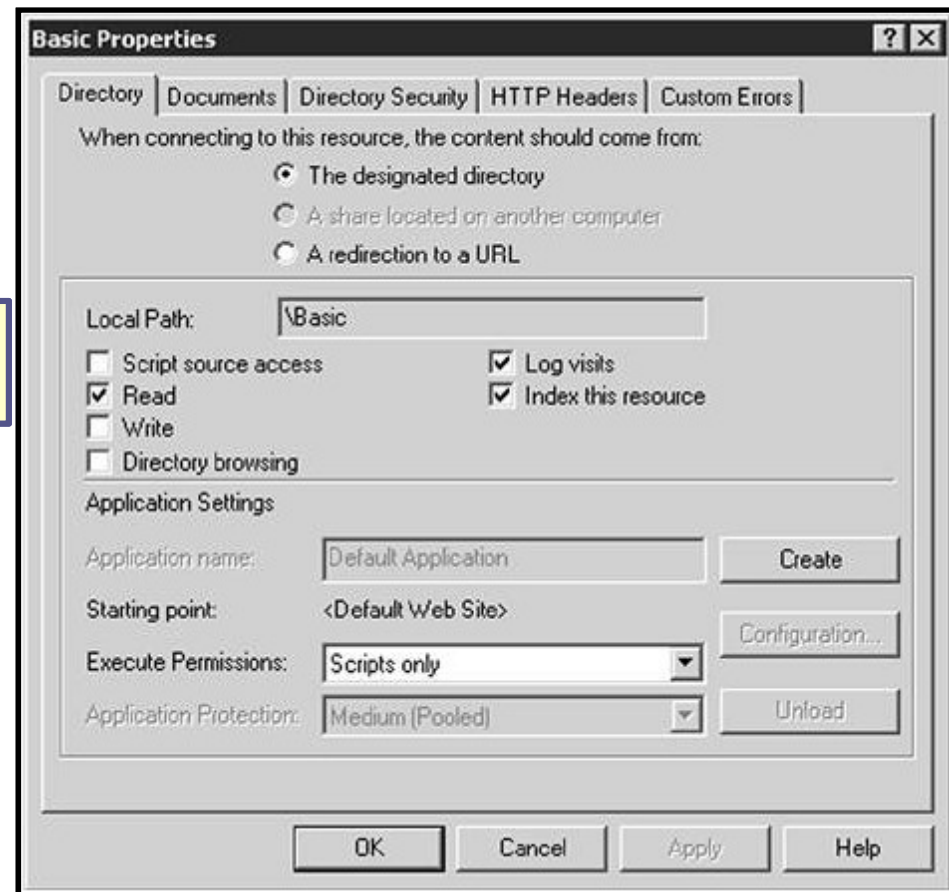 Basic Properties
Directory Documents Directory Security HTTP Headers Custom Errors
When connecting to this resource, the content should come from:
The designated directory
A share located on another computer
A redirection to a URL
Local Path: \Basic
Script source access Log visits
Read Index this resource
Write
Directory browsing
Application Settings
Application name: Default Application Create
Starting point: <Default Web Site> Configuration...
Execute Permissions: Scripts only
Application Protection: Medium (Pooled) Unload
OK Cancel Apply Help